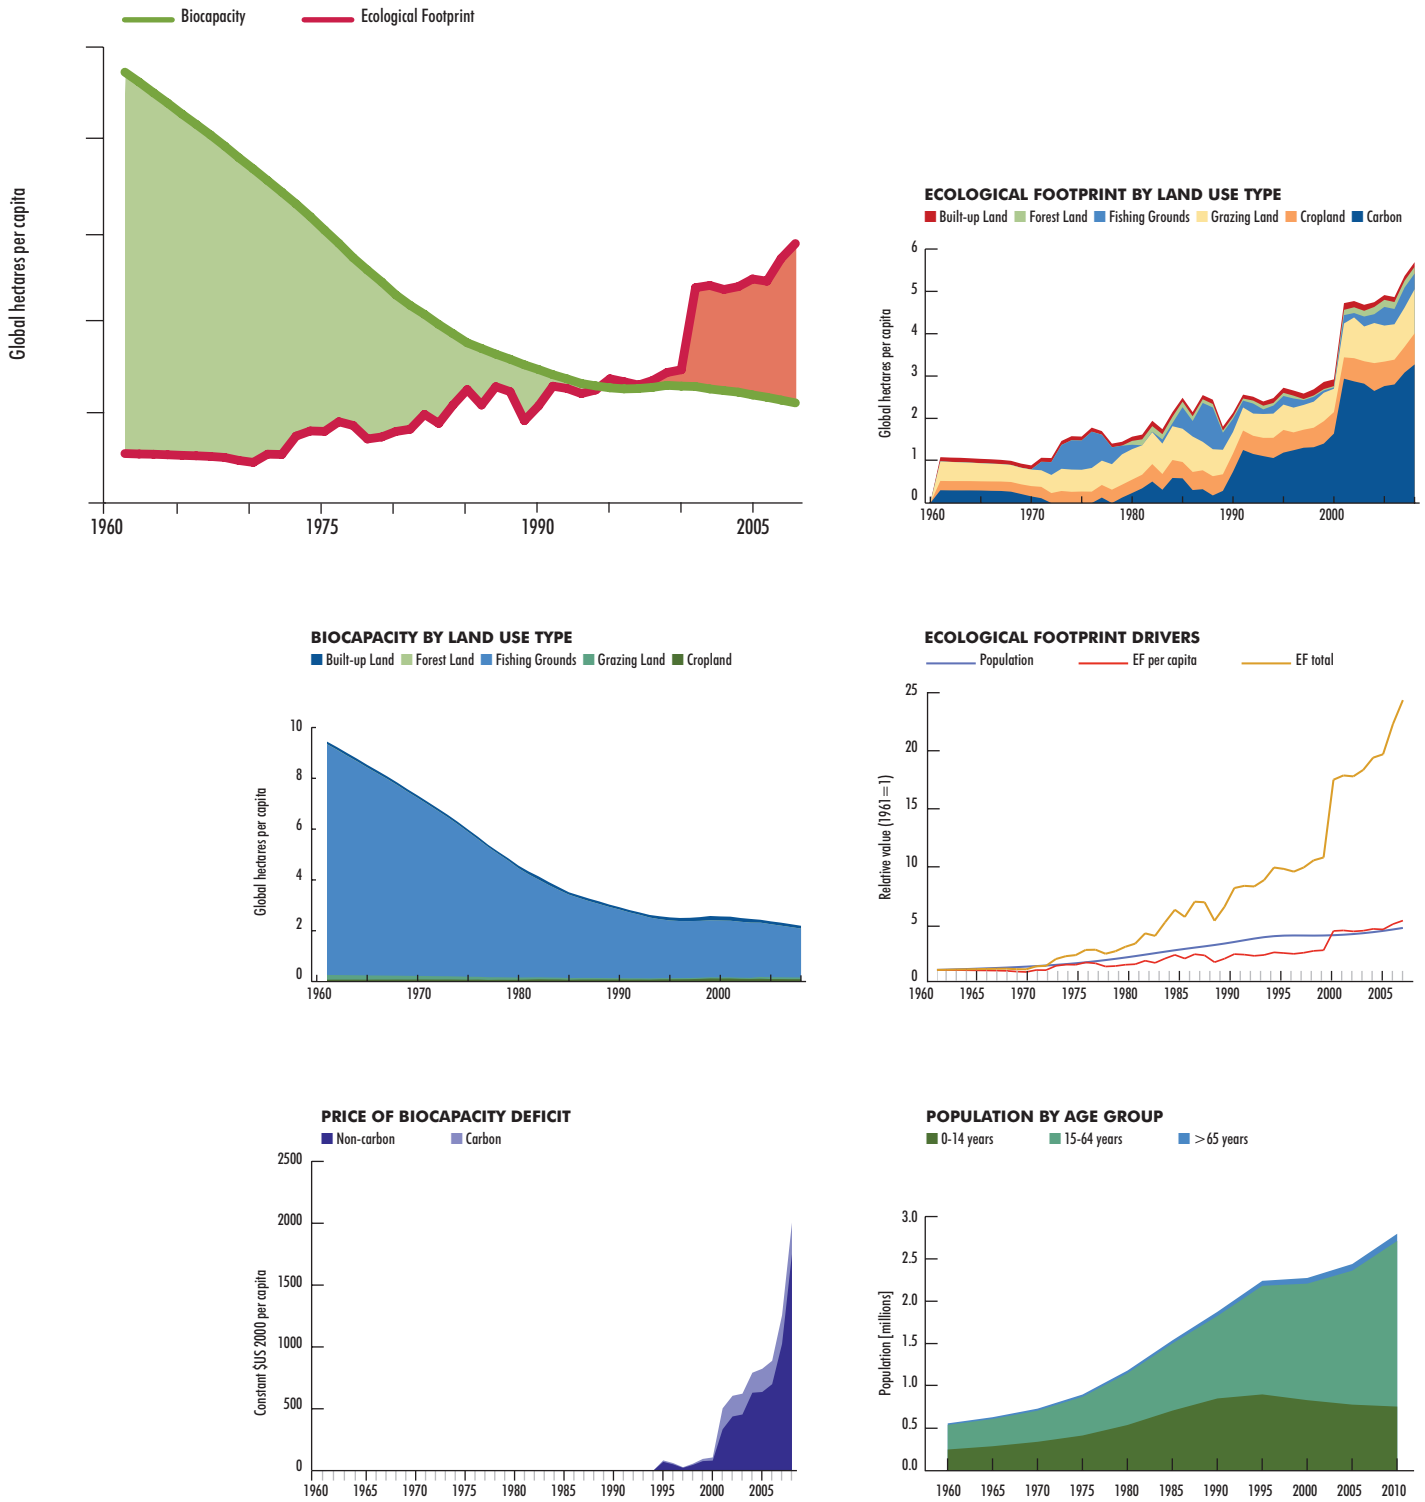 Biocapacity Ecological Footprint
Global hectares per capita
1960 1975 1990 2005
ECOLOGICAL FOOTPRINT BY LAND USE TYPE
Built-up Land Forest Land Fishing Grounds Grazing Land Cropland Carbon
Global hectares per capita
6
5
4
3
2
1
0
1960 1970 1980 1990 2000
BIOCAPACITY BY LAND USE TYPE
Built-up Land Forest Land Fishing Grounds Grazing Land Cropland
Global hectares per capita
10
8
6
4
2
0
1960 1970 1980 1990 2000
ECOLOGICAL FOOTPRINT DRIVERS
Population EF per capita EF total
Relative value (1961=1)
25
20
15
10
5
0
1960 1965 1970 1975 1980 1985 1990 1995 2000 2005
PRICE OF BIOCAPACITY DEFICIT
Non-carbon Carbon
Constant $US 2000 per capita
2500
2000
1500
1000
500
0
1960 1965 1970 1975 1980 1985 1990 1995 2000 2005
POPULATION BY AGE GROUP
0-14 years 15-64 years >65 years
Population [millions]
3.0
2.5
2.0
1.5
1.0
0.5
0.0
1960 1965 1970 1975 1980 1985 1990 1995 2000 2005 2010